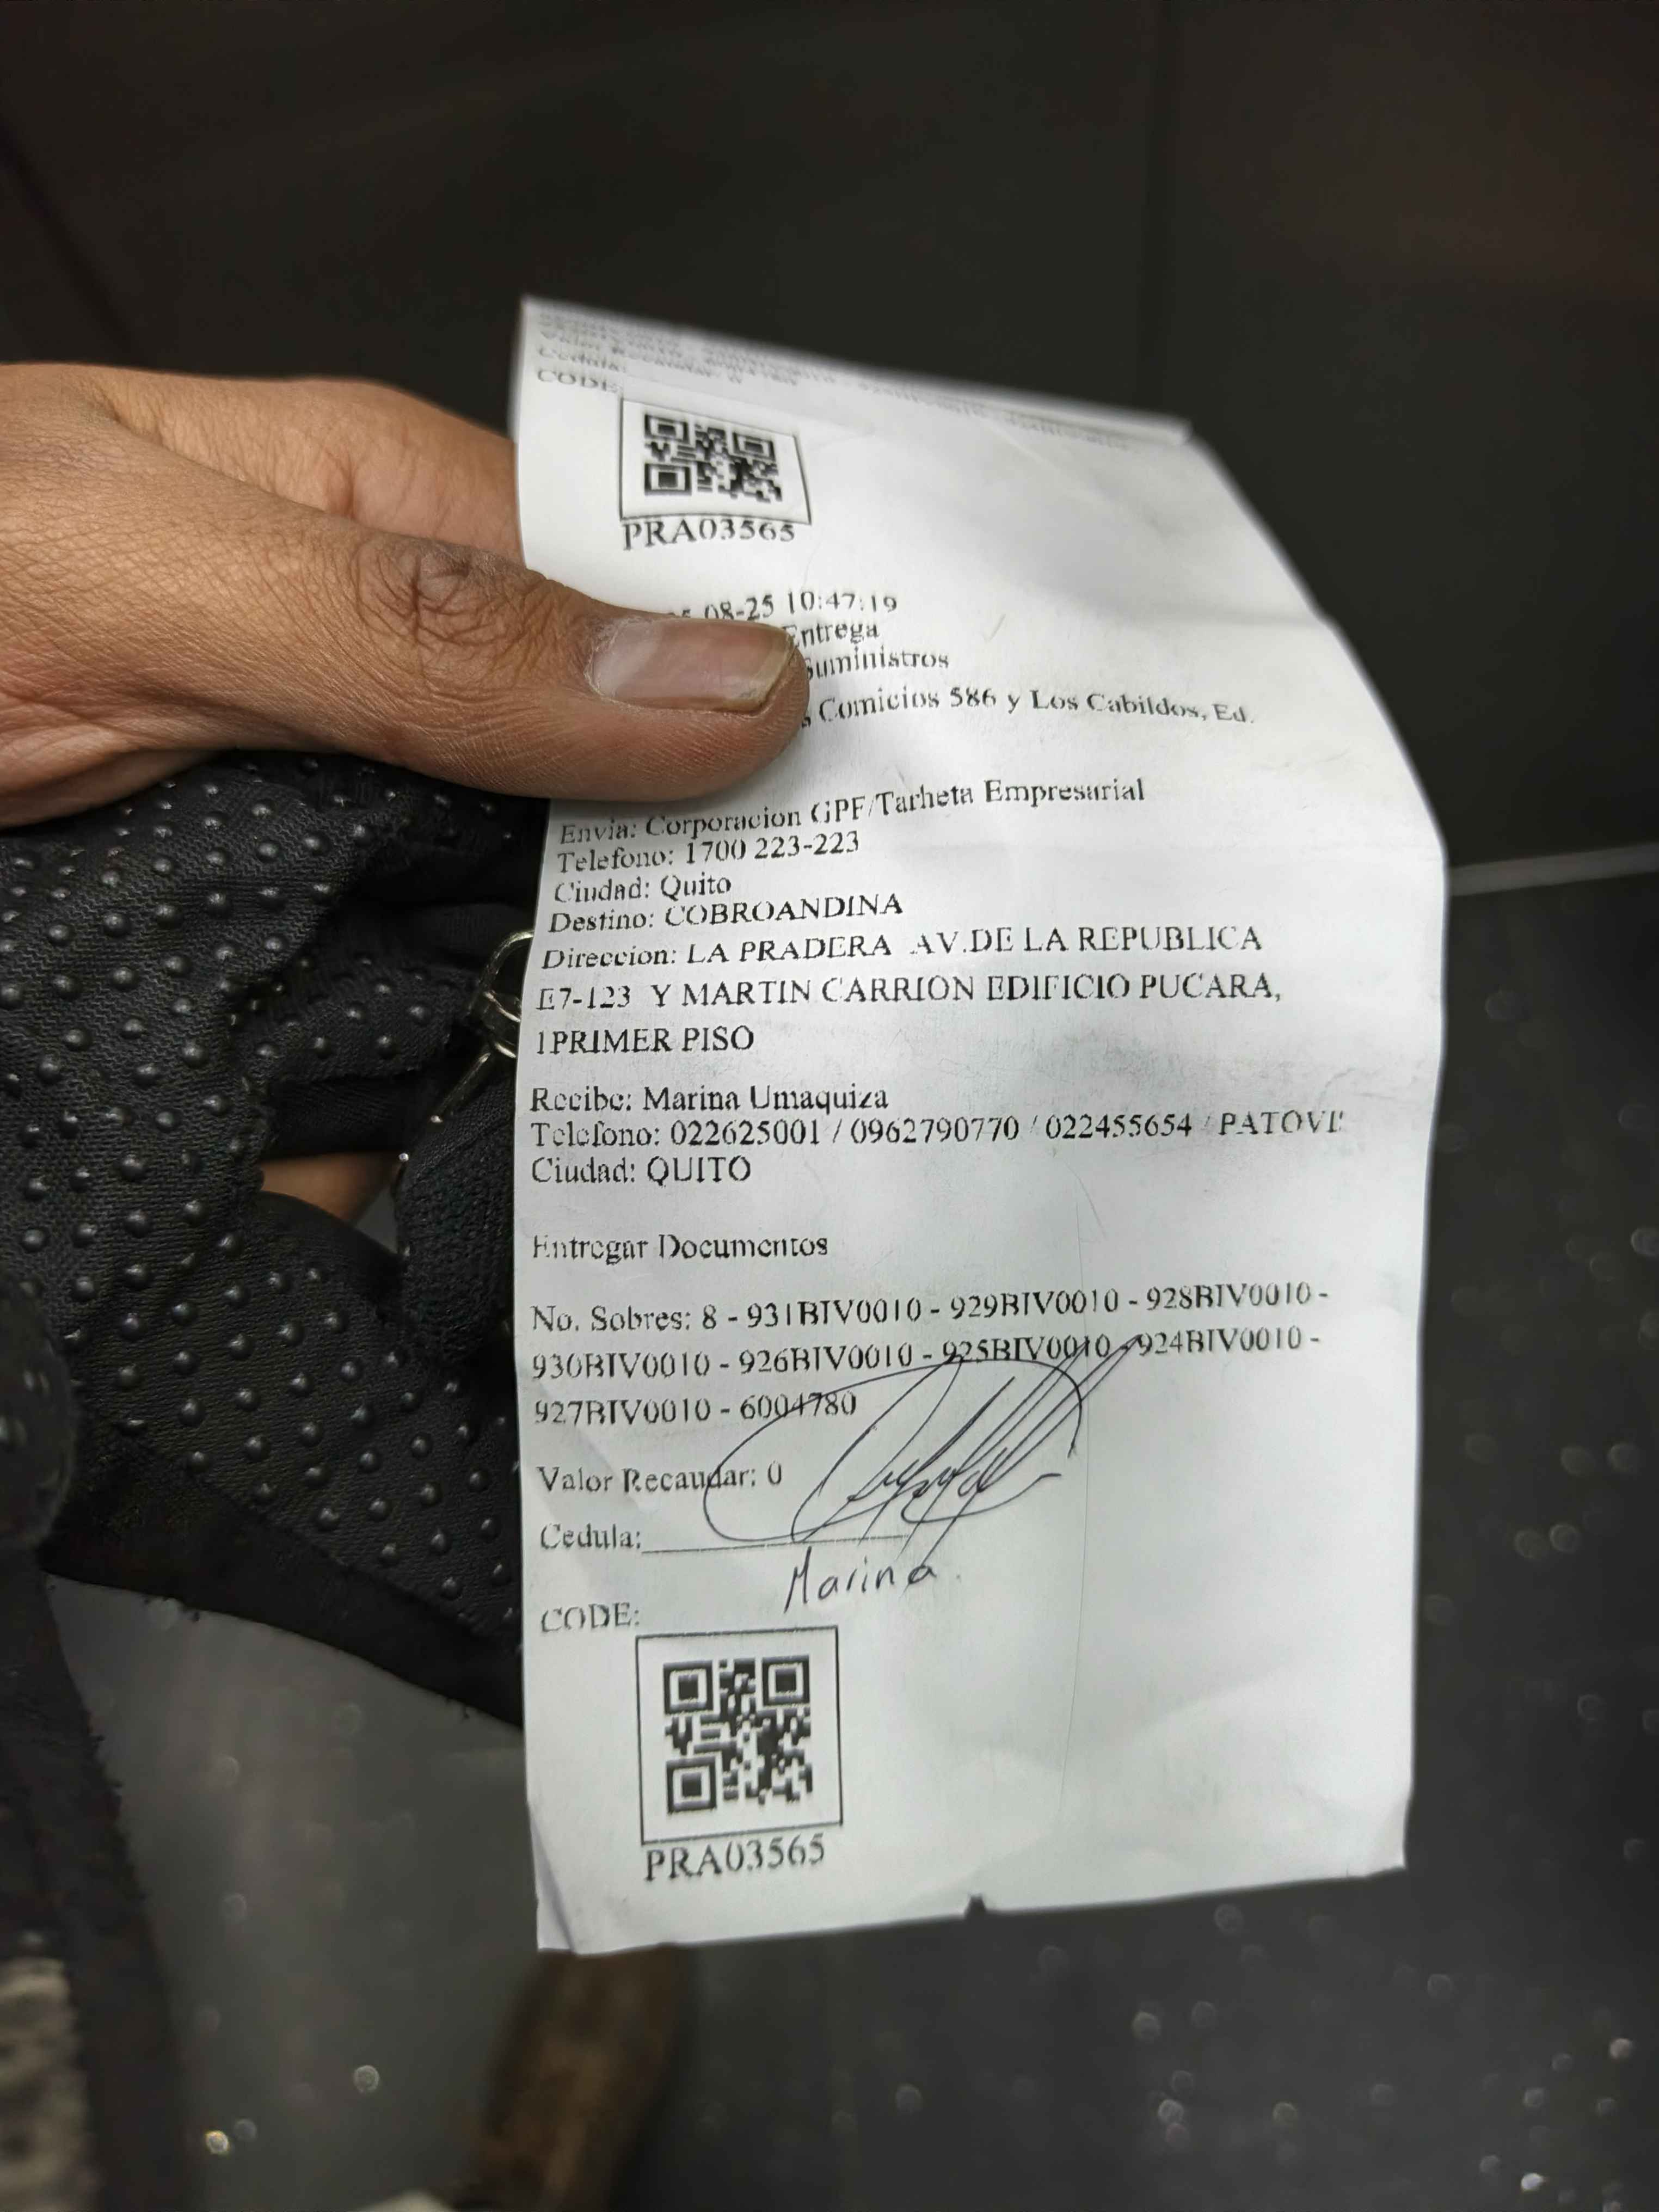 CODE:
PRA03565
08-25 10:47:19
Entrega
Suministros
Comicios 586 y Los Cabildos, Ed.
Envia: Corporacion GPF/Tarheta Empresarial
Telefono: 1700 223-223
Ciudad: Quito
Destino: COBROANDINA
Direccion: LA PRADERA AV.DE LA REPUBLICA
E7-123 Y MARTIN CARRION EDIFICIO PUCARA,
1PRIMER PISO
Recibe: Marina Umaquiza
Telefono: 022625001 / 0962790770 / 022455654 /
Ciudad: QUITO
Entregar Documentos
No. Sobres: 8 - 931BIV0010 - 929BIV0010 - 928BIV0010 -
930BIV0010 - 926BIV0010 - 925BIV0010 - 924BIV0010 -
927BIV0010 - 6004780
Valor Recaudar: 0
Cedula:
Marina
CODE:
PRA03565